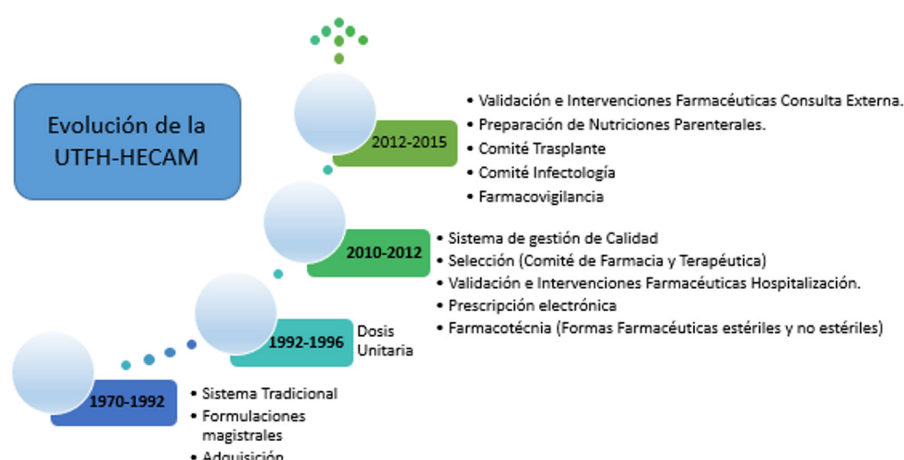 Evolución de la
UTFH-HECAM
2012-2015
• Validación e Intervenciones Farmacéuticas Consulta Externa.
• Preparación de Nutriciones Parenterales.
• Comité Trasplante
• Comité Infectología
• Farmacovigilancia
2010-2012
• Sistema de gestión de Calidad
• Selección (Comité de Farmacia y Terapéutica)
• Validación e Intervenciones Farmacéuticas Hospitalización.
• Prescripción electrónica
• Farmacotécnia (Formas Farmacéuticas estériles y no estériles)
1992-1996
Dosis
Unitaria
1970-1992
• Sistema Tradicional
• Formulaciones
magistrales
• Adquisición